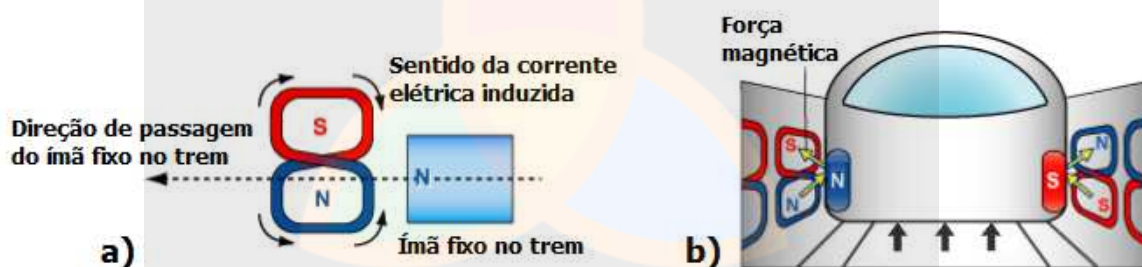 Direção de passagem
do ímã fixo no trem
S
N
Sentido da corrente
elétrica induzida
N
Ímã fixo no trem
a)
Força
magnética
S
N
N
S
N
S
b)